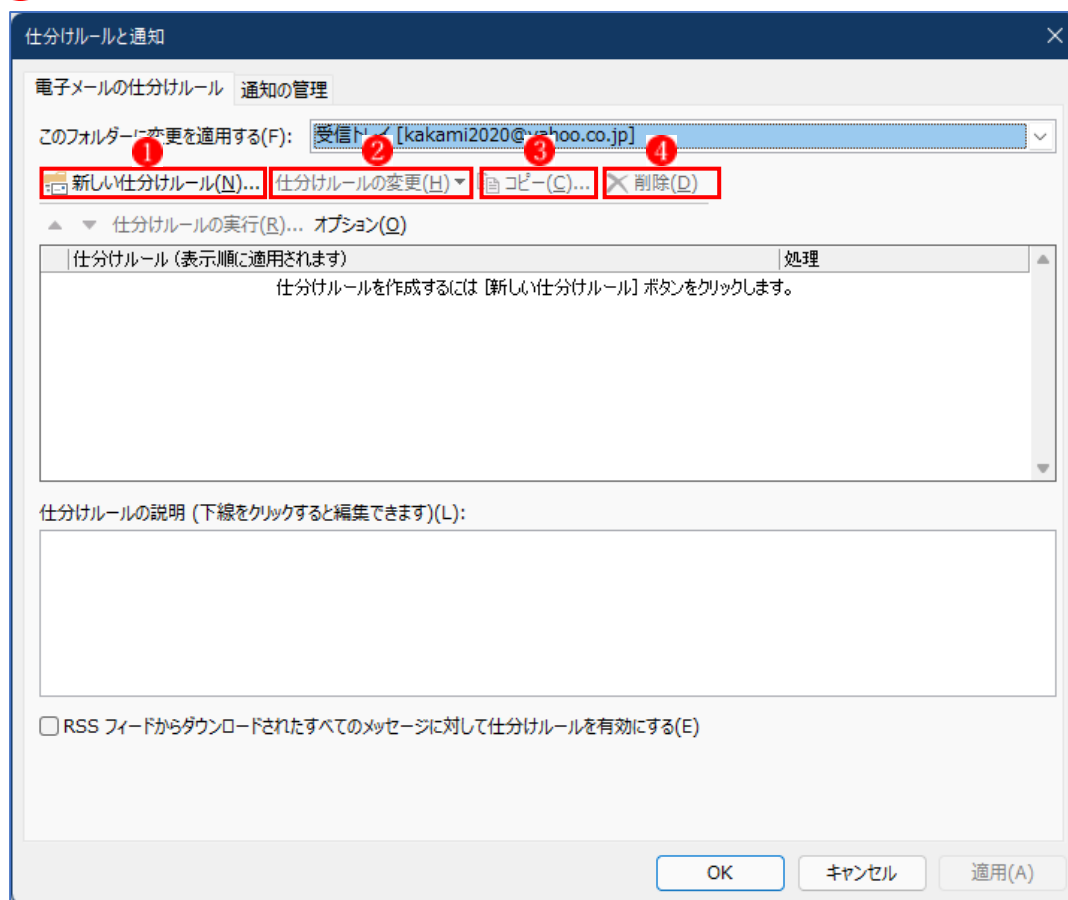 仕分けルールと通知
電子メールの仕分けルール 通知の管理
このフォルダーに変更を適用する(F): 受信トレイ [kakami2020@yahoo.co.jp]
1 2 3 4
新しい仕分けルール(N)... 仕分けルールの変更(H) コピー(C)... 削除(D)
仕分けルールの実行(R)... オプション(O)
仕分けルール (表示順に適用されます) 処理
仕分けルールを作成するには [新しい仕分けルール] ボタンをクリックします。
仕分けルールの説明 (下線をクリックすると編集できます)(L):
RSS フィードからダウンロードされたすべてのメッセージに対して仕分けルールを有効にする(E)
OK キャンセル 適用(A)